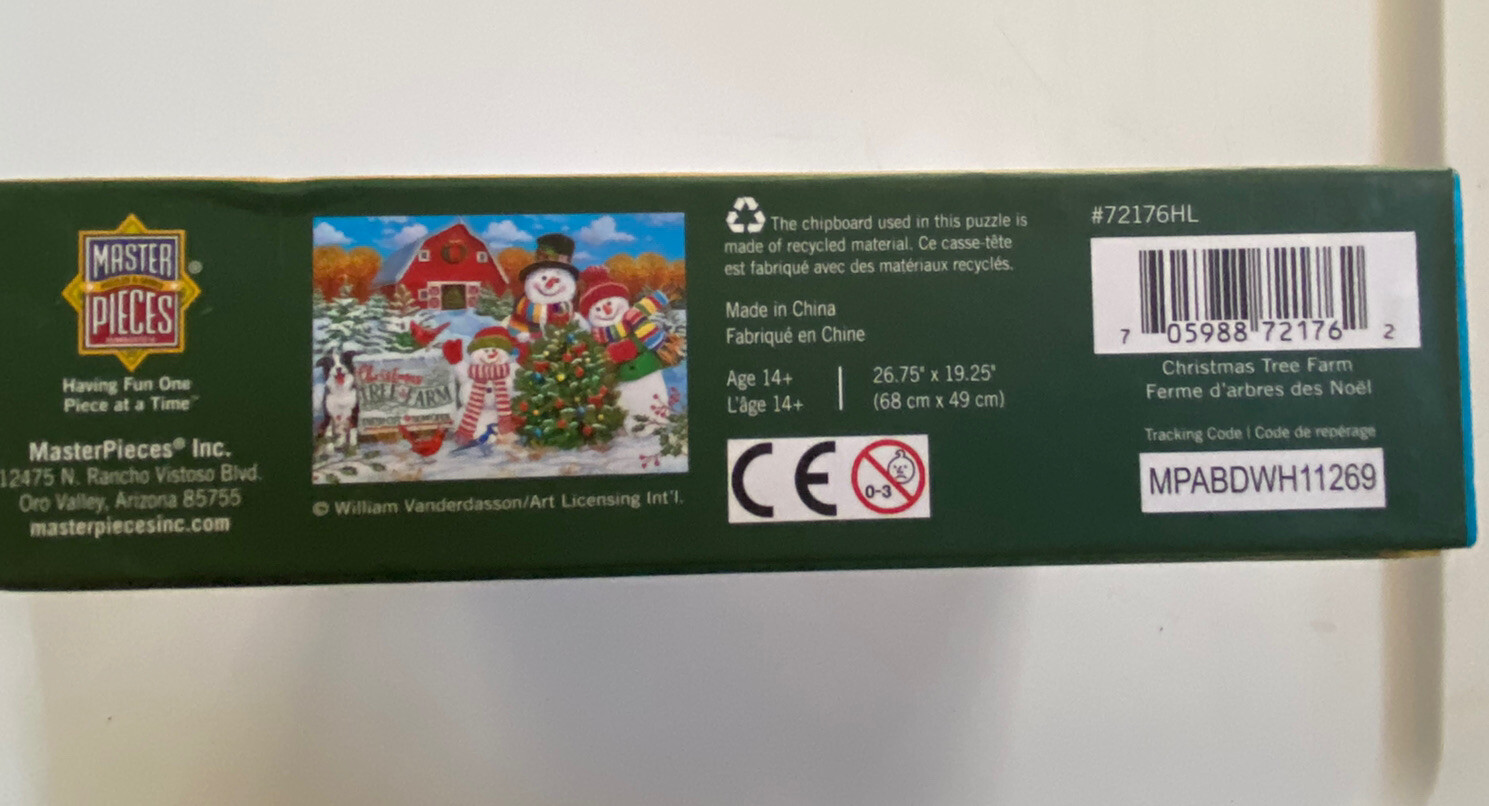 MASTER
PIECES
®
Having Fun One
Piece at a Time™
MasterPieces® Inc.
12475 N. Rancho Vistoso Blvd.
Oro Valley, Arizona 85755
masterpiecesinc.com
Christmas
TREE FARM
© William Vanderdasson/Art Licensing Int'l.
The chipboard used in this puzzle is
made of recycled material. Ce casse-tête
est fabriqué avec des matériaux recyclés.
Made in China
Fabriqué en Chine
Age 14+
L'âge 14+
26.75" x 19.25"
(68 cm x 49 cm)
CE
0-3
#72176HL
7 05988 72176 2
Christmas Tree Farm
Ferme d'arbres des Noël
Tracking Code | Code de repérage
MPABDWH11269